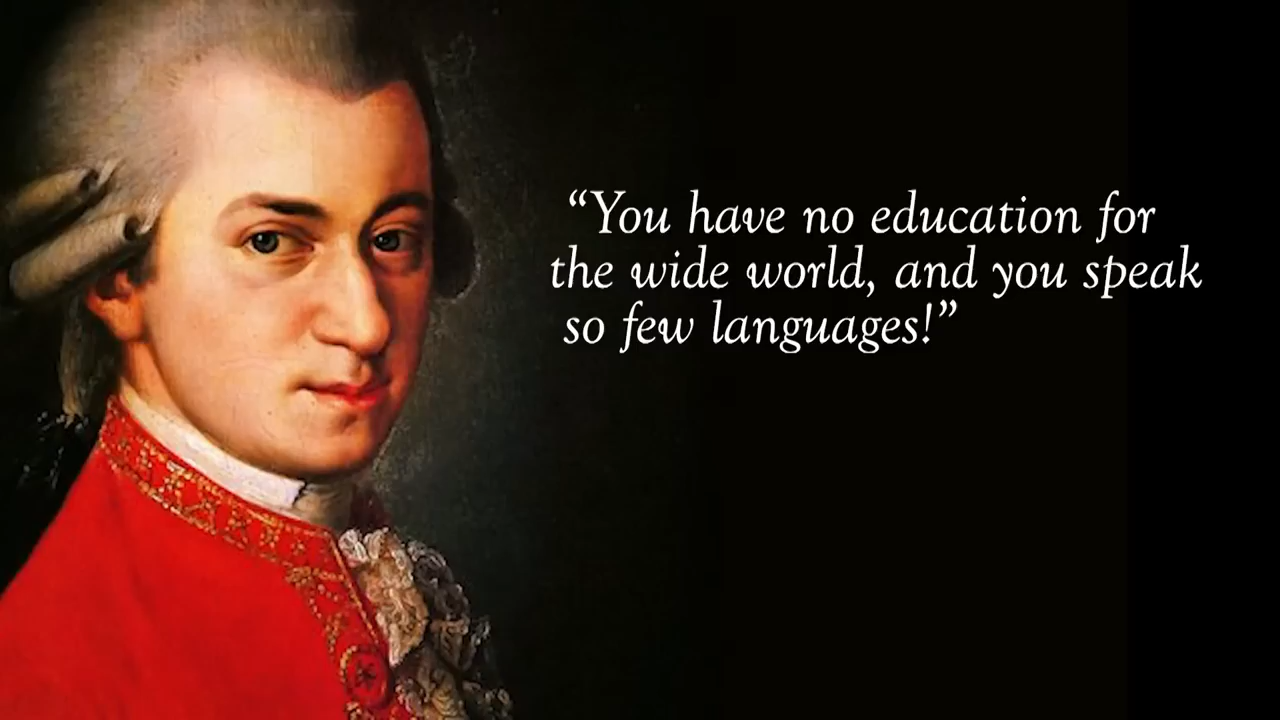 “You have no education for
the wide world, and you speak
so few languages!”